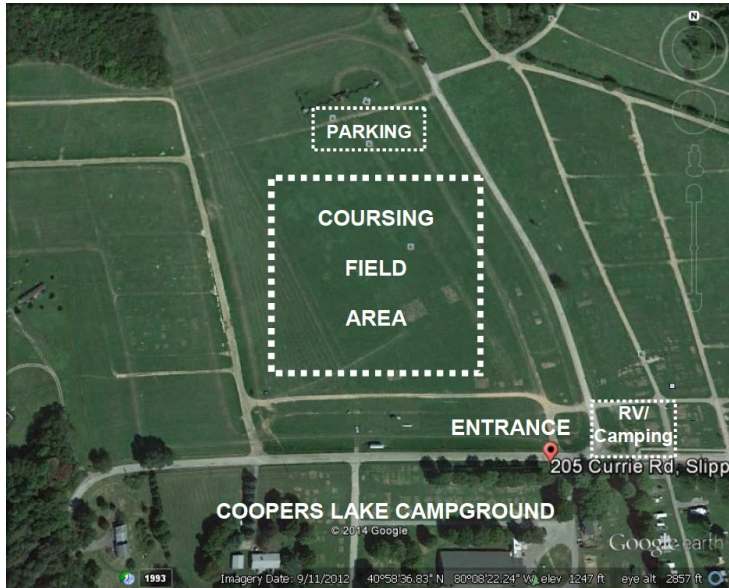 N
PARKING
COURSING
FIELD
AREA
RV/
Camping
ENTRANCE
205 Currie Rd, Slipp
COOPERS LAKE CAMPGROUND
© 2014 Google
Google earth
1993
Imagery Date: 9/11/2012 40°58'36.83" N 80°08'22.24" W elev 1247 ft eye alt 2857 ft